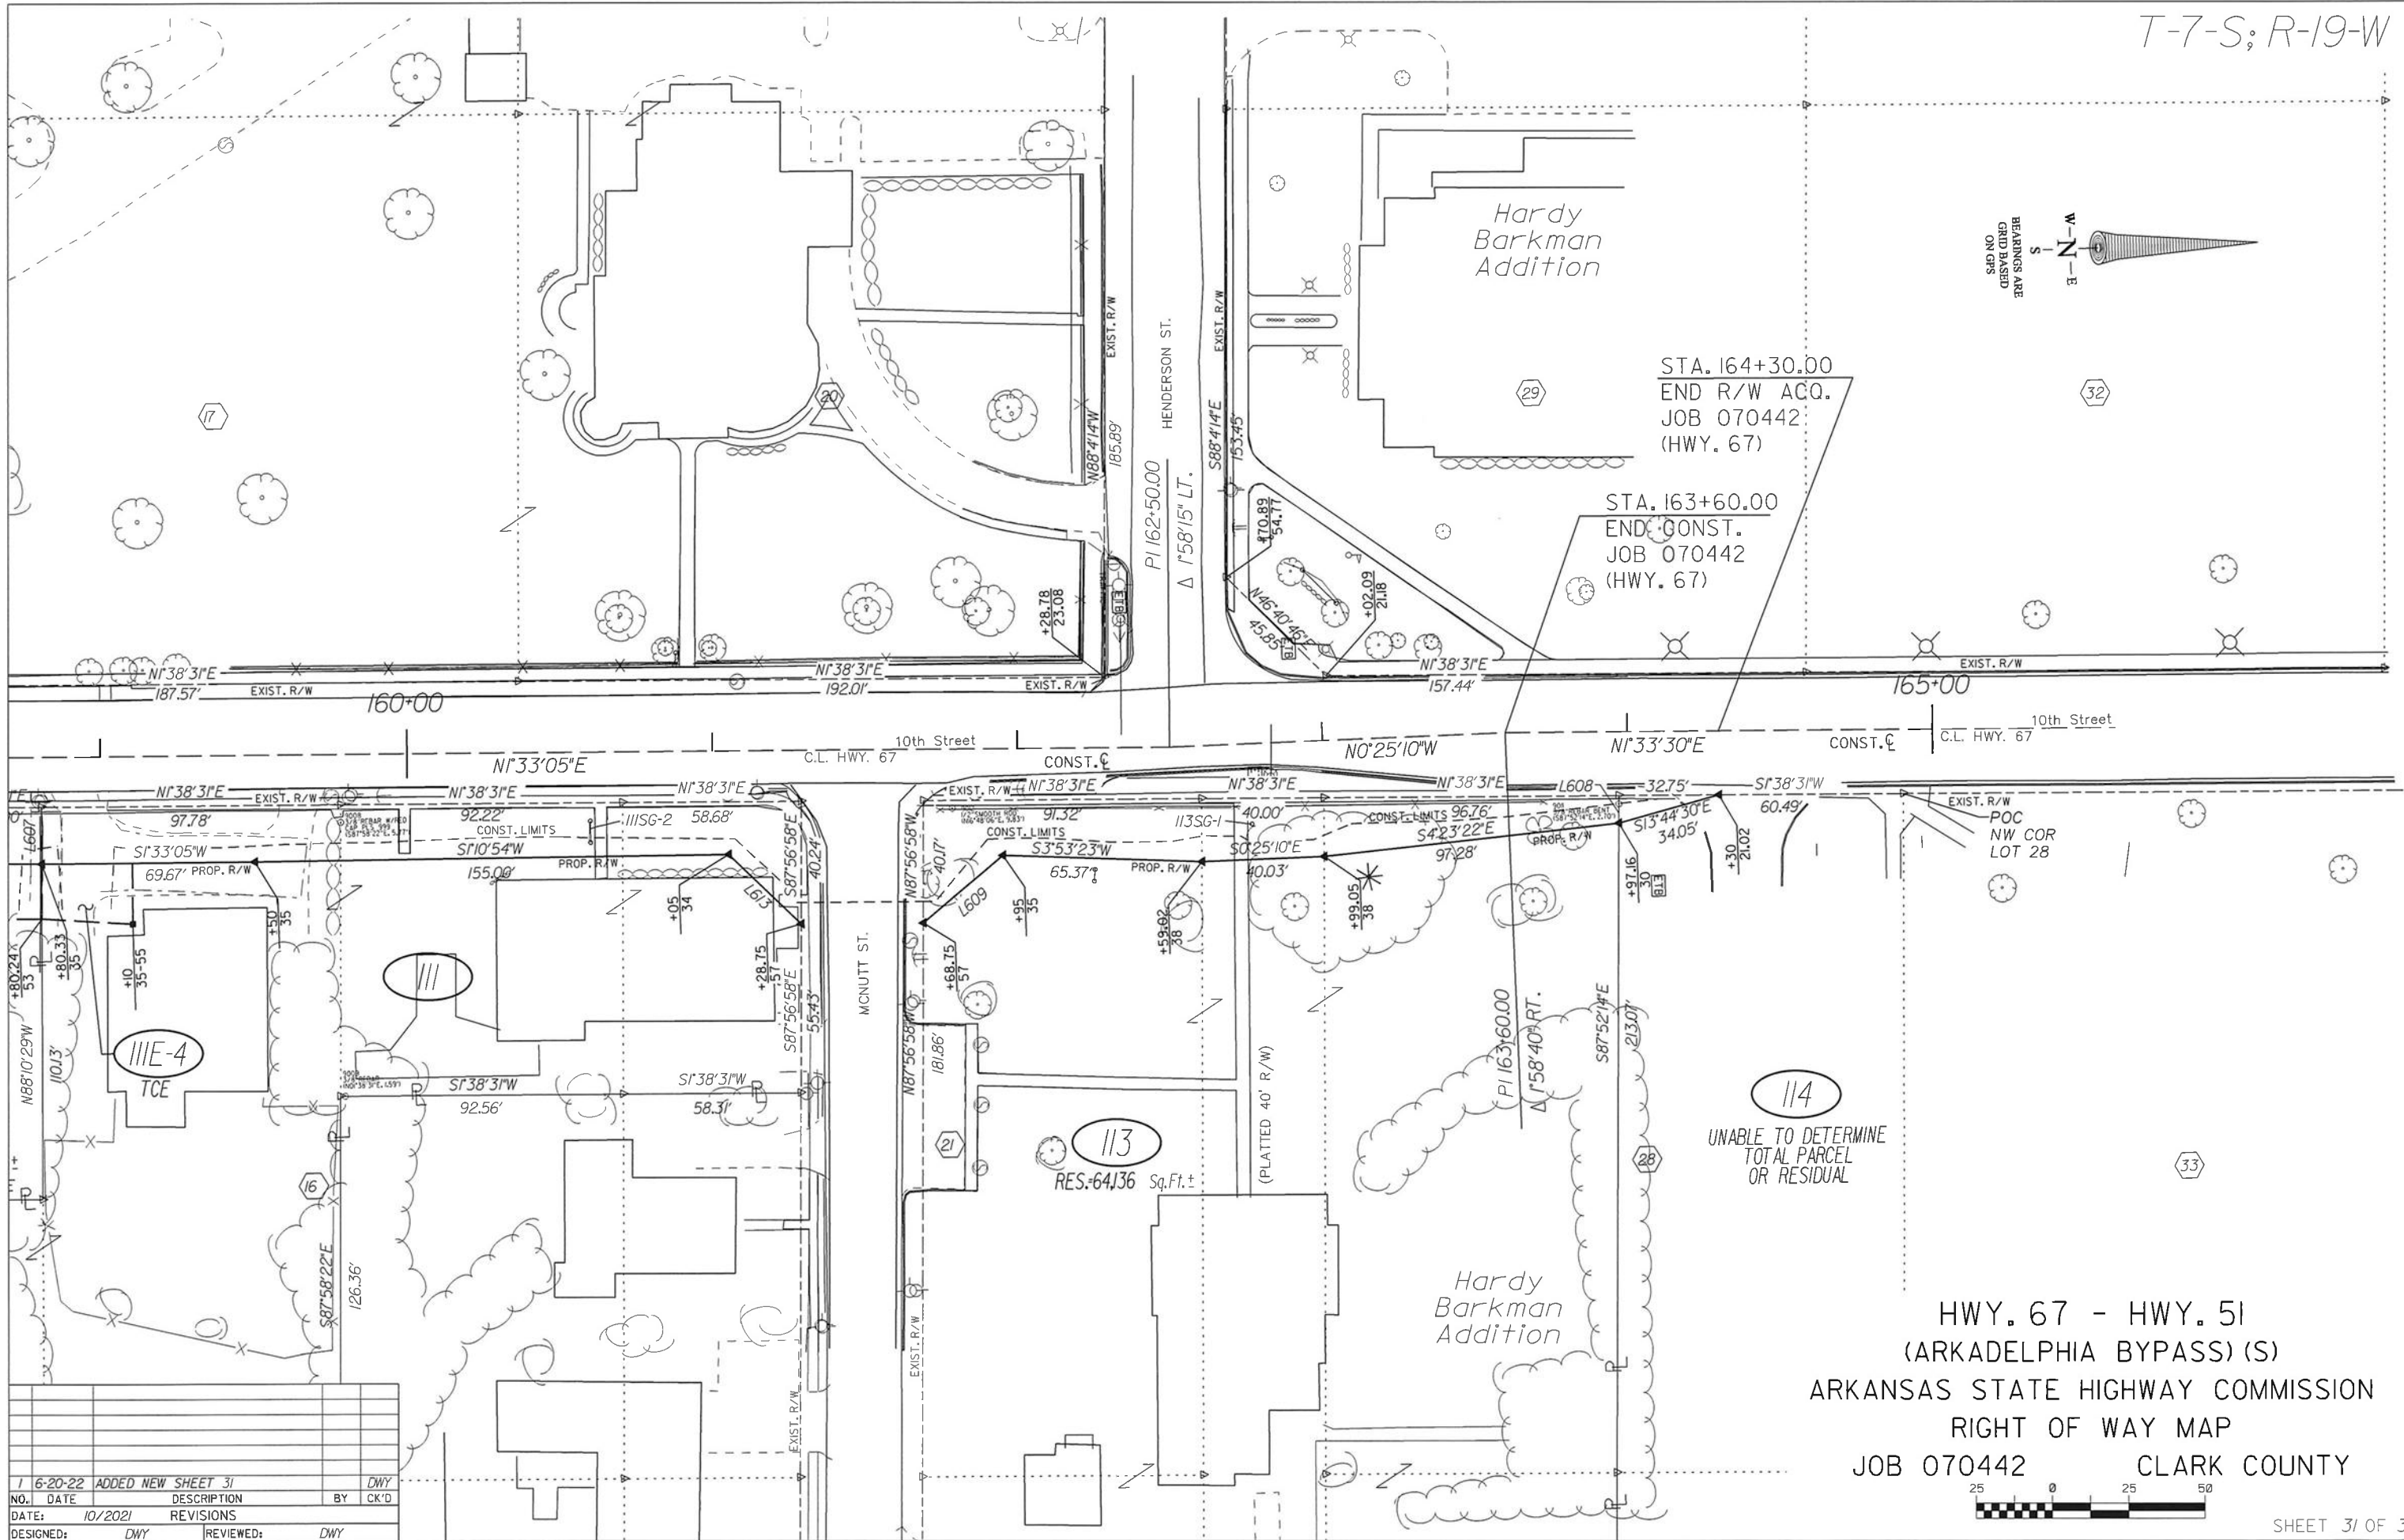 T-7-S; R-19-W
Hardy
Barkman
Addition
W-N-E
S
BEARINGS ARE
GRID BASED
ON GPS
EXIST. R/W
HENDERSON ST.
EXIST. R/W
N88°4'14"W
185.89'
PI 162+50.00
Δ 1°58'15" LT.
S88°4'14"E
153.45'
17
20
29
32
STA. 164+30.00
END R/W ACQ.
JOB 070442
(HWY. 67)
STA. 163+60.00
END CONST.
JOB 070442
(HWY. 67)
+70.89
54.77
+02.09
21.18
N46°40'46"E
45.85'
ETB
+28.78
23.08
ETB
N1°38'31"E
187.57'
EXIST. R/W
N1°38'31"E
192.01'
EXIST. R/W
N1°38'31"E
157.44'
EXIST. R/W
160+00
165+00
N1°33'05"E
C.L. HWY. 67
10th Street
CONST. ℄
N0°25'10"W
N1°33'30"E
CONST. ℄
C.L. HWY. 67
10th Street
N1°38'31"E
EXIST. R/W
N1°38'31"E
N1°38'31"E
EXIST. R/W
N1°38'31"E
N1°38'31"E
N1°38'31"E
L608
32.75'
S1°38'31"W
L607
97.78'
92.22'
CONST. LIMITS
111SG-2
58.68'
91.32'
CONST. LIMITS
113SG-1
40.00'
CONST. LIMITS
96.76'
60.49'
EXIST. R/W
POC
NW COR
LOT 28
S1°33'05"W
69.67'
PROP. R/W
S1°10'54"W
155.00'
PROP. R/W
L613
S87°56'58"E
40.24'
N87°56'58"W
40.17'
L609
S3°53'23"W
65.37'
PROP. R/W
S0°25'10"E
40.03'
S4°23'22"E
97.28'
PROP. R/W
S13°44'30"E
34.05'
+80.24
53
+80.33
35
+10
35-55
+50
35
+05
34
+28.75
57
+68.75
57
+95
35
+59.02
38
+99.05
38
+97.16
30
ETB
+30
21.02
MCNUTT ST.
111
111E-4
TCE
N88°10'29"W
110.13'
S1°38'31"W
92.56'
S1°38'31"W
58.31'
S87°56'58"E
55.43'
N87°56'58"W
181.86'
PI 163+60.00
Δ 1°58'40" RT.
S87°52'14"E
213.07'
(PLATTED 40' R/W)
21
113
RES.=64,136 Sq.Ft.±
114
UNABLE TO DETERMINE
TOTAL PARCEL
OR RESIDUAL
16
28
33
S87°58'22"E
126.36'
EXIST. R/W
EXIST. R/W
Hardy
Barkman
Addition
HWY. 67 - HWY. 51
(ARKADELPHIA BYPASS) (S)
ARKANSAS STATE HIGHWAY COMMISSION
RIGHT OF WAY MAP
JOB 070442 CLARK COUNTY
25 0 25 50
SHEET 31 OF
1 6-20-22 ADDED NEW SHEET 31 DWY
NO. DATE DESCRIPTION BY CK'D
DATE: 10/2021 REVISIONS
DESIGNED: DWY REVIEWED: DWY